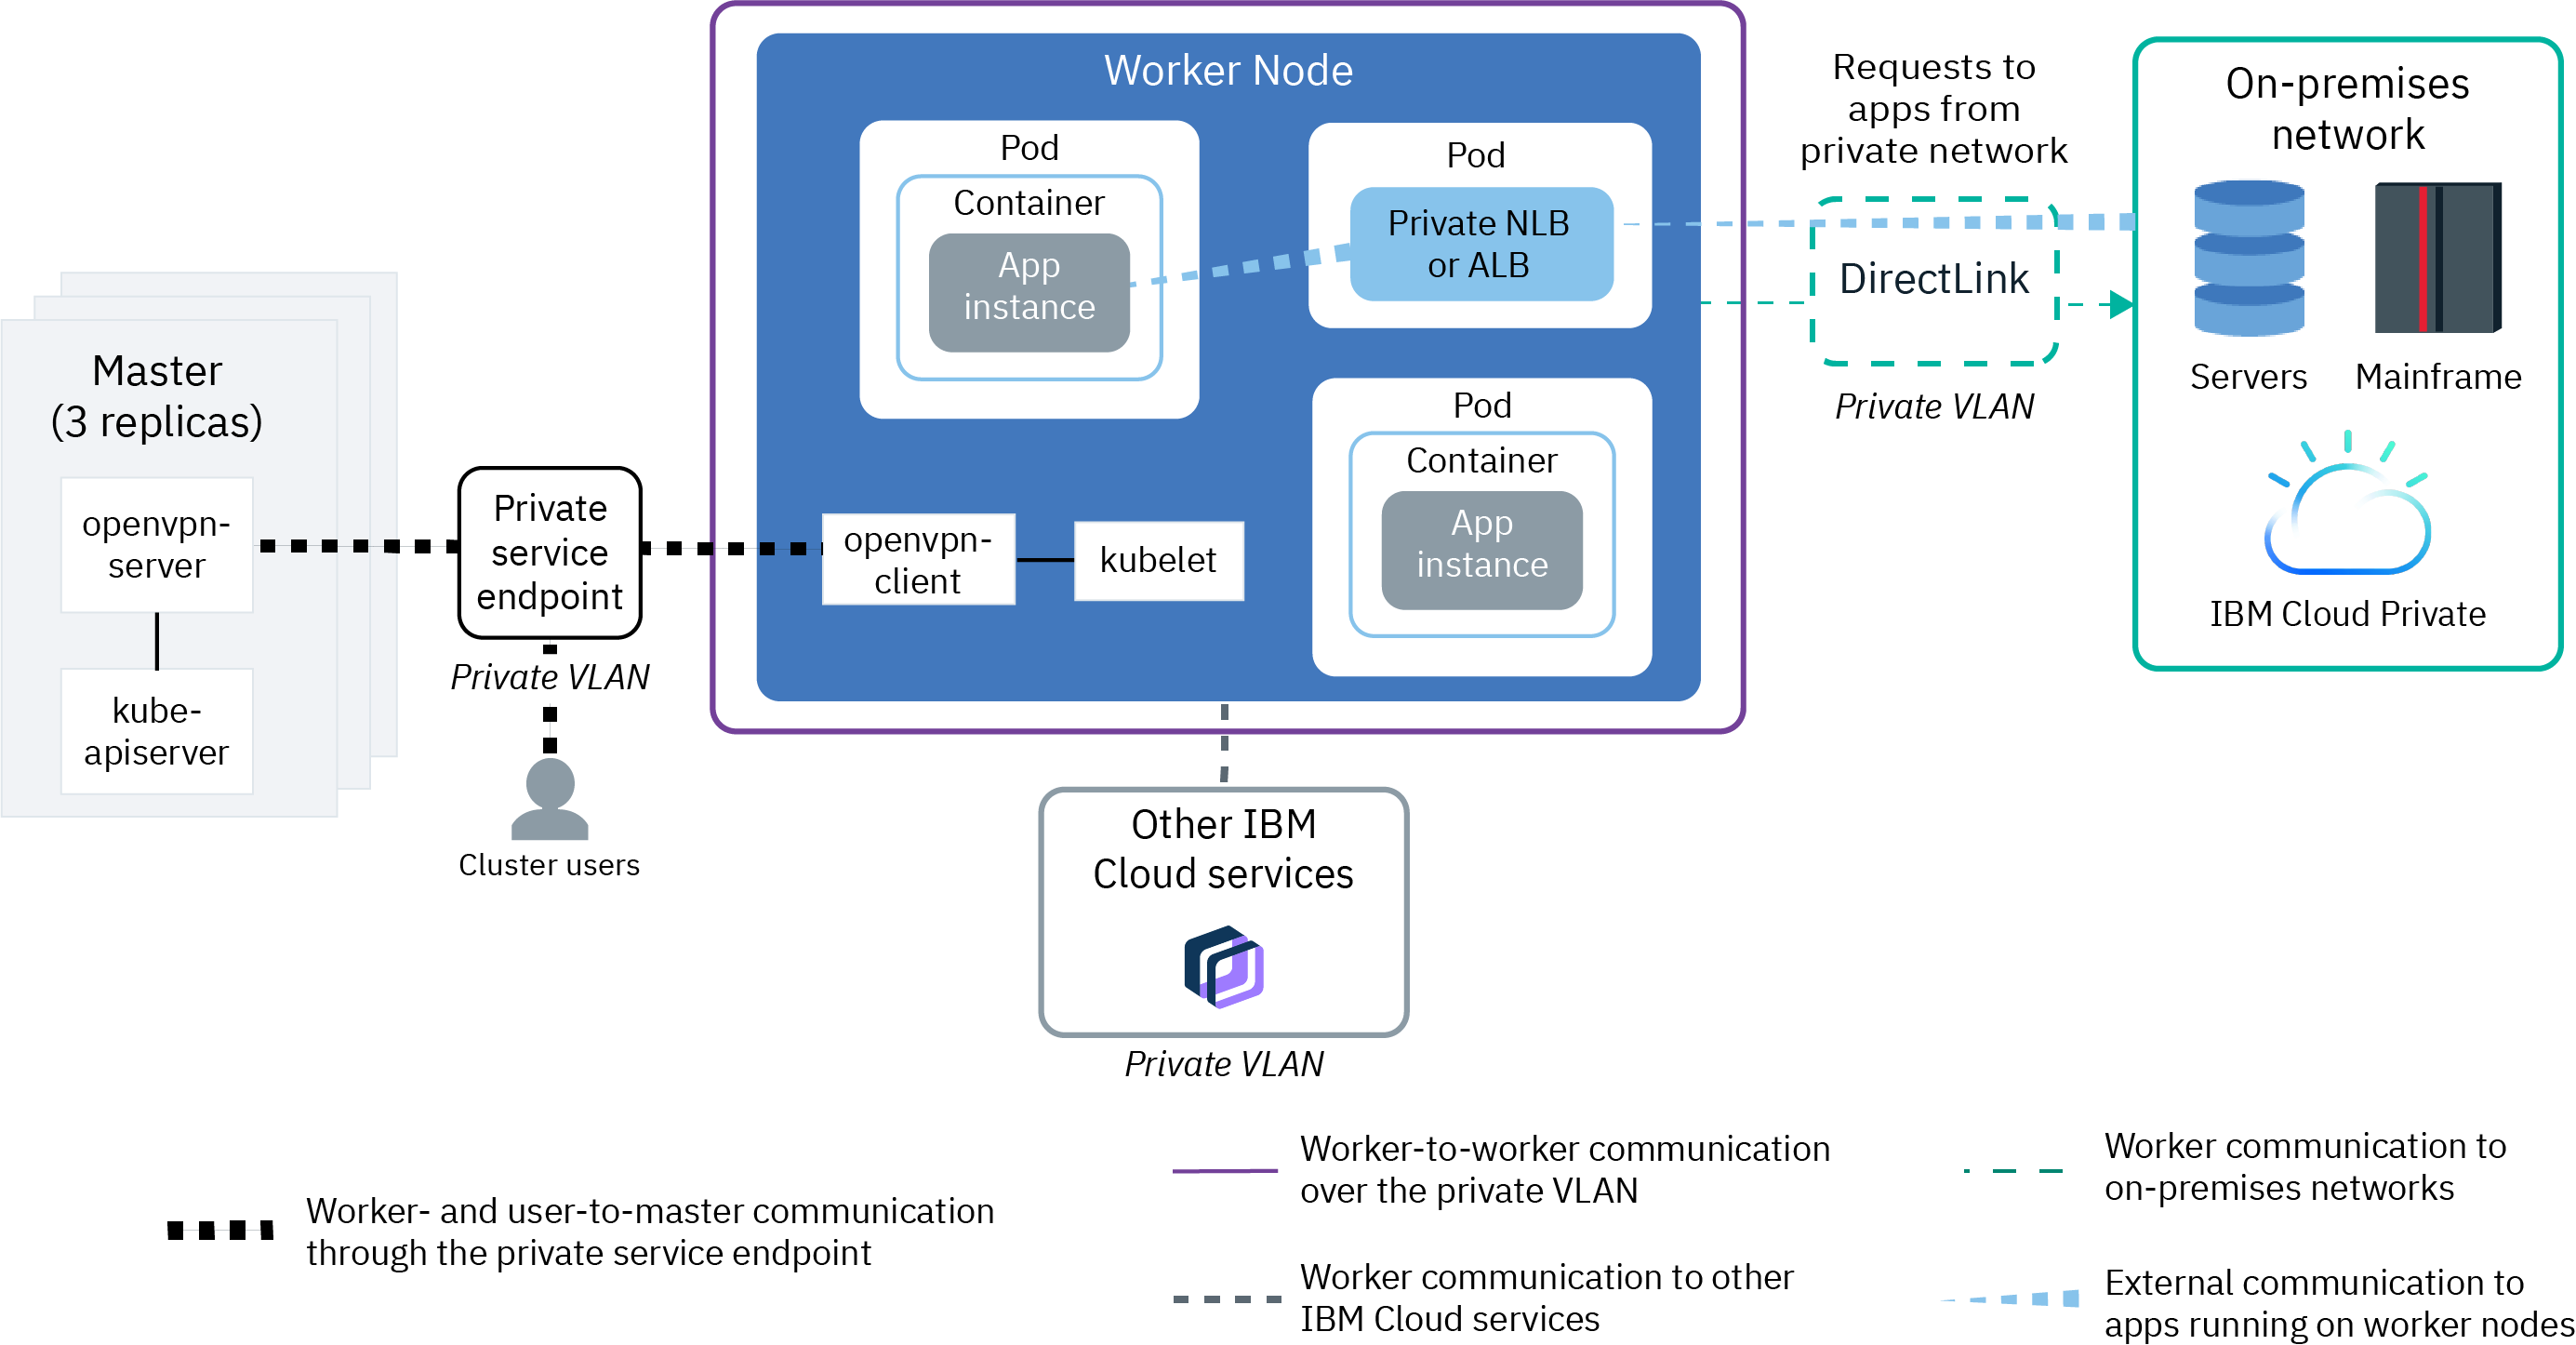 Worker Node
Pod
Container
App
instance
Pod
Private NLB
or ALB
Pod
Container
App
instance
openvpn-
client
kubelet
Requests to
apps from
private network
DirectLink
Private VLAN
On-premises
network
Servers
Mainframe
IBM Cloud Private
Master
(3 replicas)
openvpn-
server
kube-
apiserver
Private
service
endpoint
Private VLAN
Cluster users
Other IBM
Cloud services
Private VLAN
Worker- and user-to-master communication
through the private service endpoint
Worker-to-worker communication
over the private VLAN
Worker communication to other
IBM Cloud services
Worker communication to
on-premises networks
External communication to
apps running on worker nodes